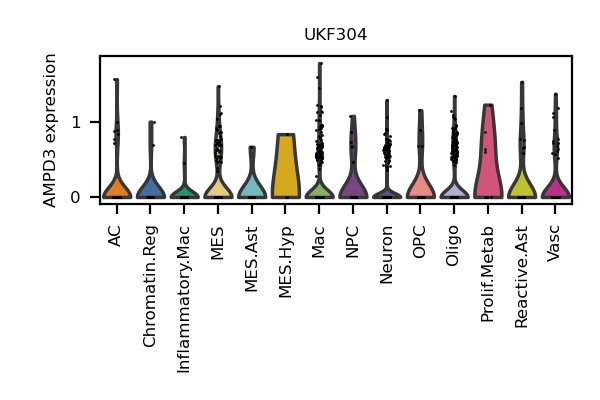 UKF304
AMPD3 expression
1
0
AC
Chromatin.Reg
Inflammatory.Mac
MES
MES.Ast
MES.Hyp
Mac
NPC
Neuron
OPC
Oligo
Prolif.Metab
Reactive.Ast
Vasc